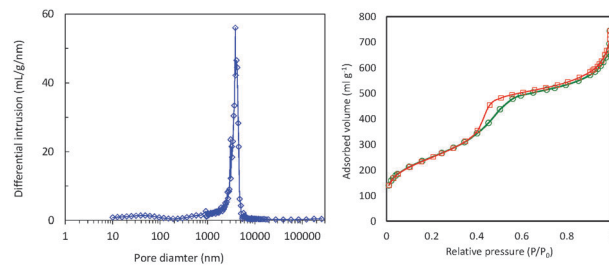 60
40
20
0
1 10 100 1000 10000 100000
Pore diamter (nm)
Differential Intrusion (mL/g/nm)
800
700
600
500
400
300
200
100
0
0 0.2 0.4 0.6 0.8
Relative pressure (P/P₀)
Adsorbed volume (ml g⁻¹)